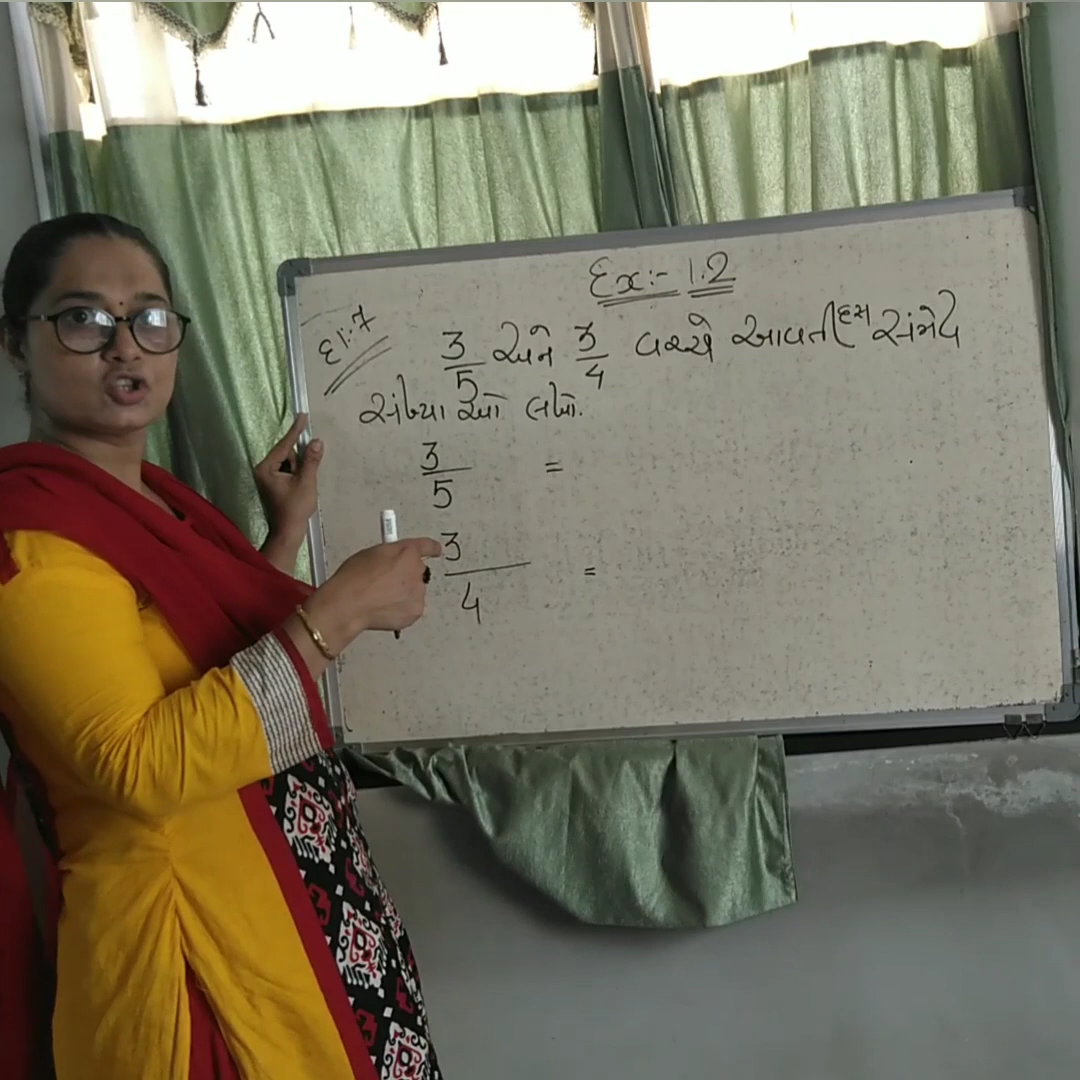 Ex:- 1.2
દા:7 3/5 અને 3/4 વચ્ચે આવતી દસ સંમેય
સંખ્યા ઓ લખો.
3/5 =
3/4 =